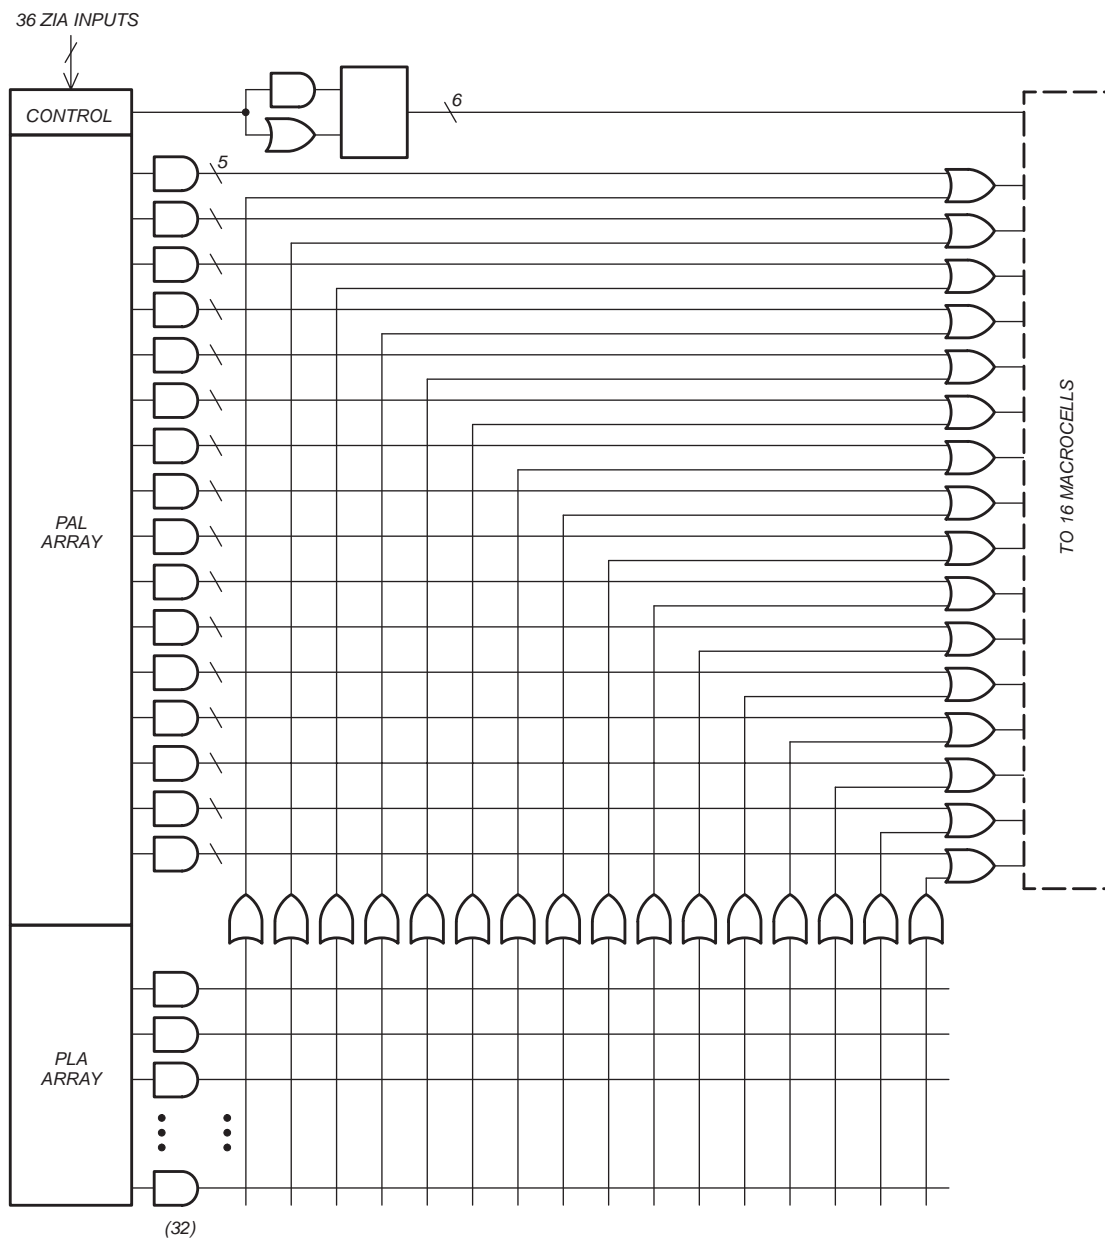 36 ZIA INPUTS
CONTROL
6
5
PAL
ARRAY
TO 16 MACROCELLS
PLA
ARRAY
(32)